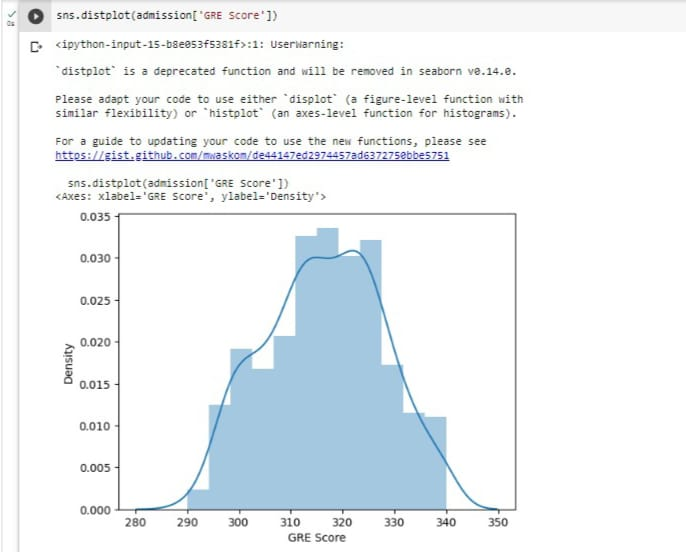 0s
sns.distplot(admission['GRE Score'])
<ipython-input-15-b8e053f5381f>:1: UserWarning:
`distplot` is a deprecated function and will be removed in seaborn v0.14.0.
Please adapt your code to use either `displot` (a figure-level function with
similar flexibility) or `histplot` (an axes-level function for histograms).
For a guide to updating your code to use the new functions, please see
https://gist.github.com/mwaskom/de44147ed2974457ad6372750bbe5751
sns.distplot(admission['GRE Score'])
<Axes: xlabel='GRE Score', ylabel='Density'>
0.035
0.030
0.025
0.020
0.015
0.010
0.005
0.000
Density
280 290 300 310 320 330 340 350
GRE Score